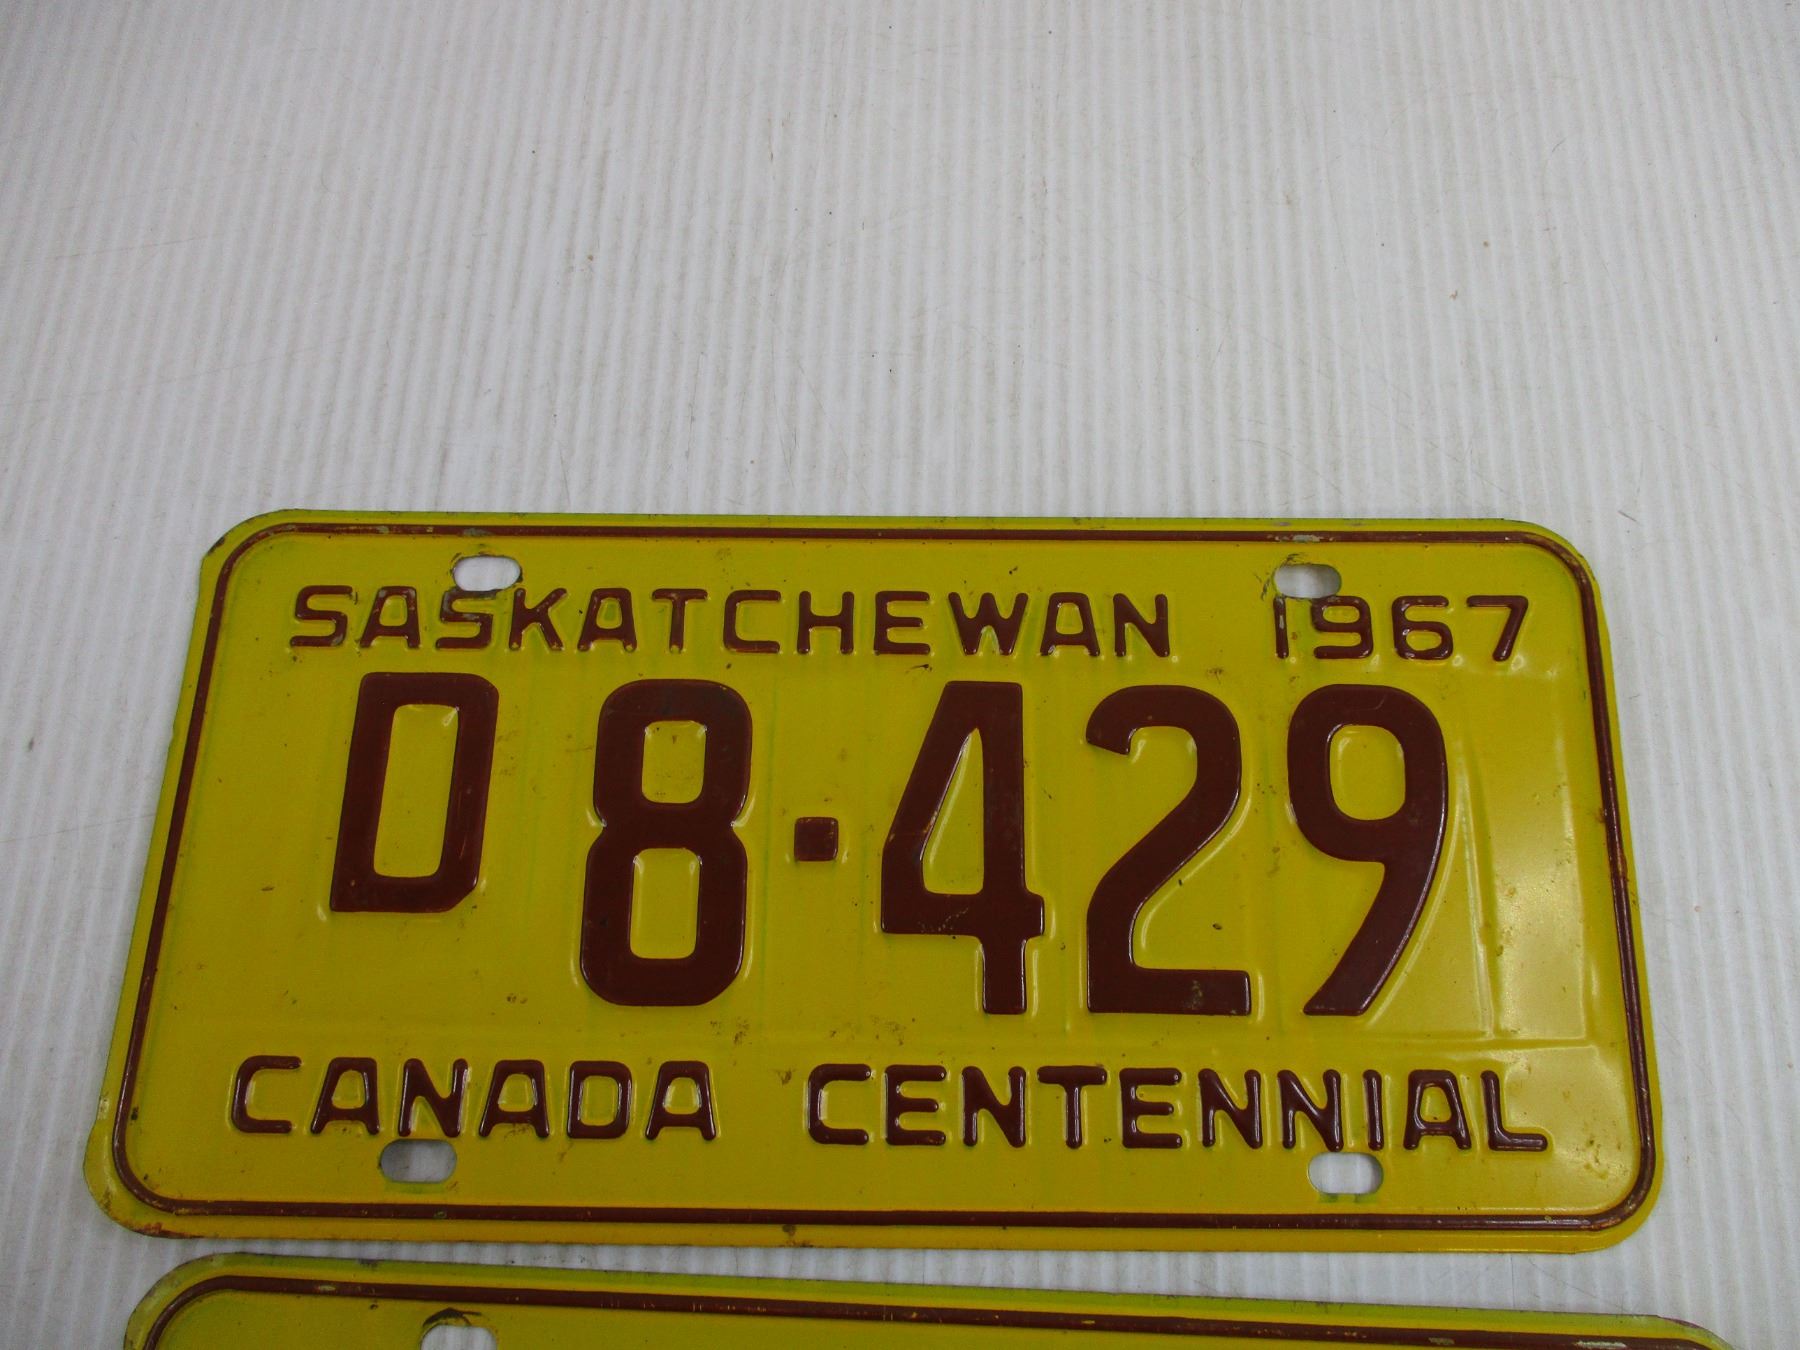 SASKATCHEWAN 1967
D 8·429
CANADA CENTENNIAL